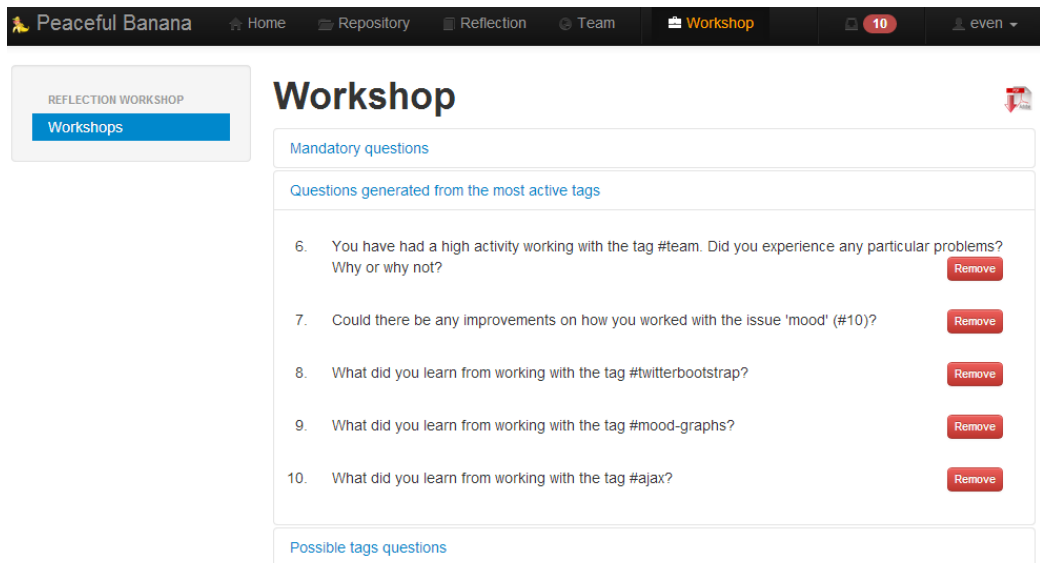 Peaceful Banana Home Repository Reflection Team Workshop 10 even
REFLECTION WORKSHOP
Workshops
Workshop
Mandatory questions
Questions generated from the most active tags
6. You have had a high activity working with the tag #team. Did you experience any particular problems?
Why or why not? Remove
7. Could there be any improvements on how you worked with the issue 'mood' (#10)? Remove
8. What did you learn from working with the tag #twitterbootstrap? Remove
9. What did you learn from working with the tag #mood-graphs? Remove
10. What did you learn from working with the tag #ajax? Remove
Possible tags questions